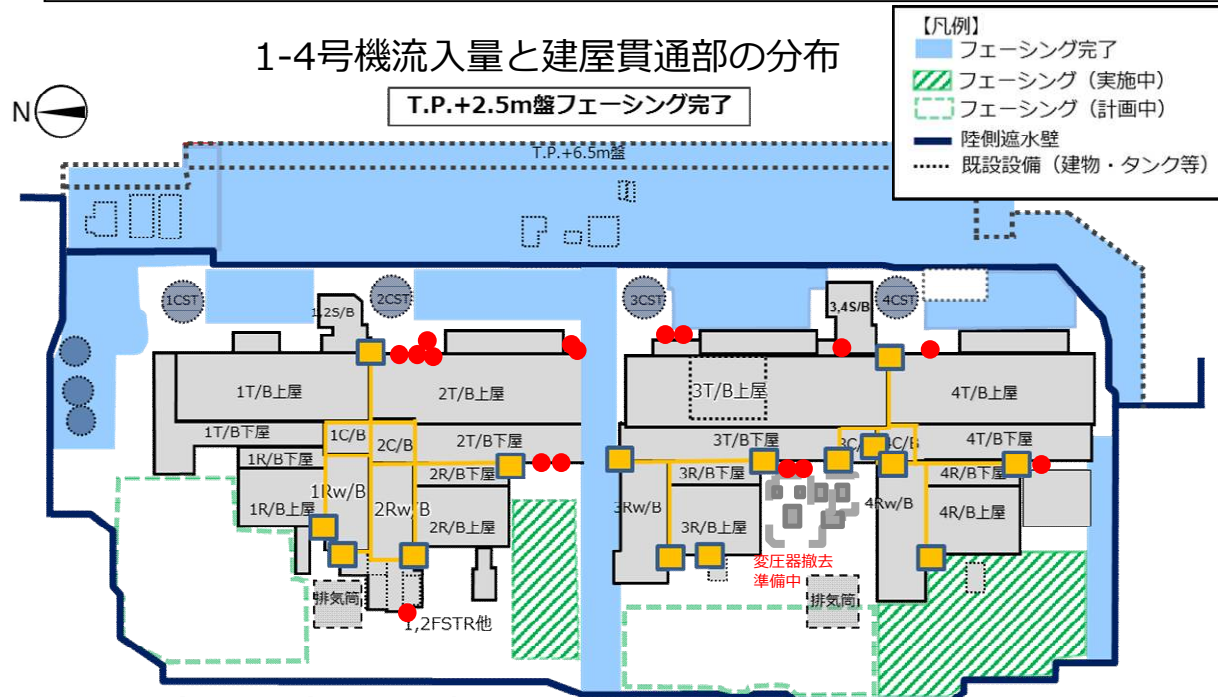 1-4号機流入量と建屋貫通部の分布
T.P.+2.5m盤フェーシング完了
N
【凡例】
フェーシング完了
フェーシング（実施中）
フェーシング（計画中）
陸側遮水壁
既設設備（建物・タンク等）
T.P.+6.5m盤
1CST
2CST
3CST
4CST
1,2S/B
3,4S/B
1T/B上屋
2T/B上屋
3T/B上屋
4T/B上屋
1T/B下屋
1C/B
2C/B
2T/B下屋
3T/B下屋
3C/
4C/B
4T/B下屋
1R/B下屋
2R/B下屋
3R/B下屋
4R/B下屋
1R/B上屋
1Rw/B
2Rw/B
2R/B上屋
3Rw/B
3R/B上屋
4Rw/B
4R/B上屋
変圧器撤去
準備中
排気筒
排気筒
1,2FSTR他